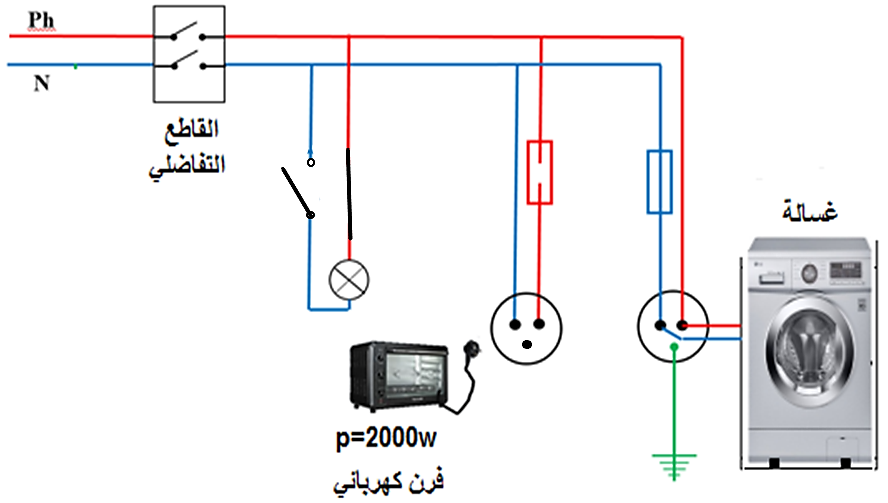 Ph
N
القاطع
التفاضلي
غسالة
p=2000w
فرن كهربائي